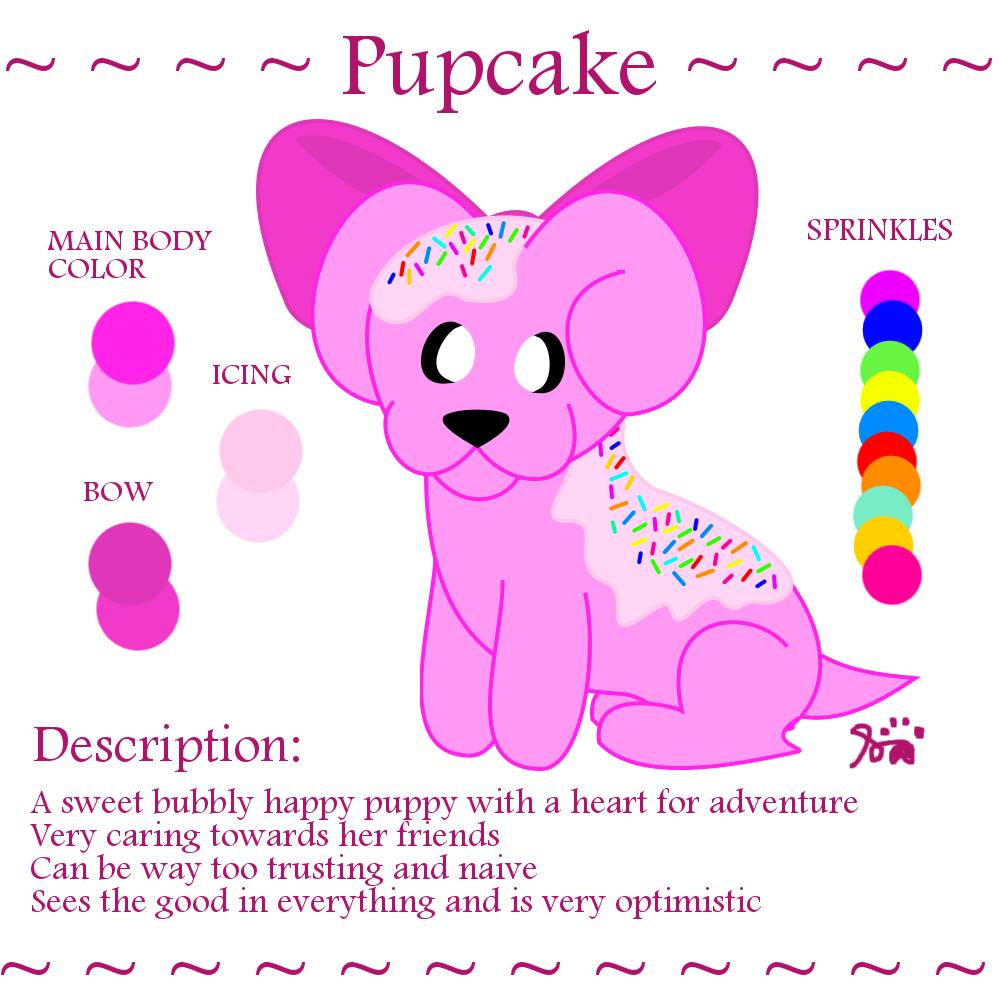 ~ ~ ~ ~ Pupcake ~ ~ ~ ~
MAIN BODY
COLOR
SPRINKLES
ICING
BOW
Description:
A sweet bubbly happy puppy with a heart for adventure
Very caring towards her friends
Can be way too trusting and naive
Sees the good in everything and is very optimistic
~ ~ ~ ~ ~ ~ ~ ~ ~ ~ ~ ~